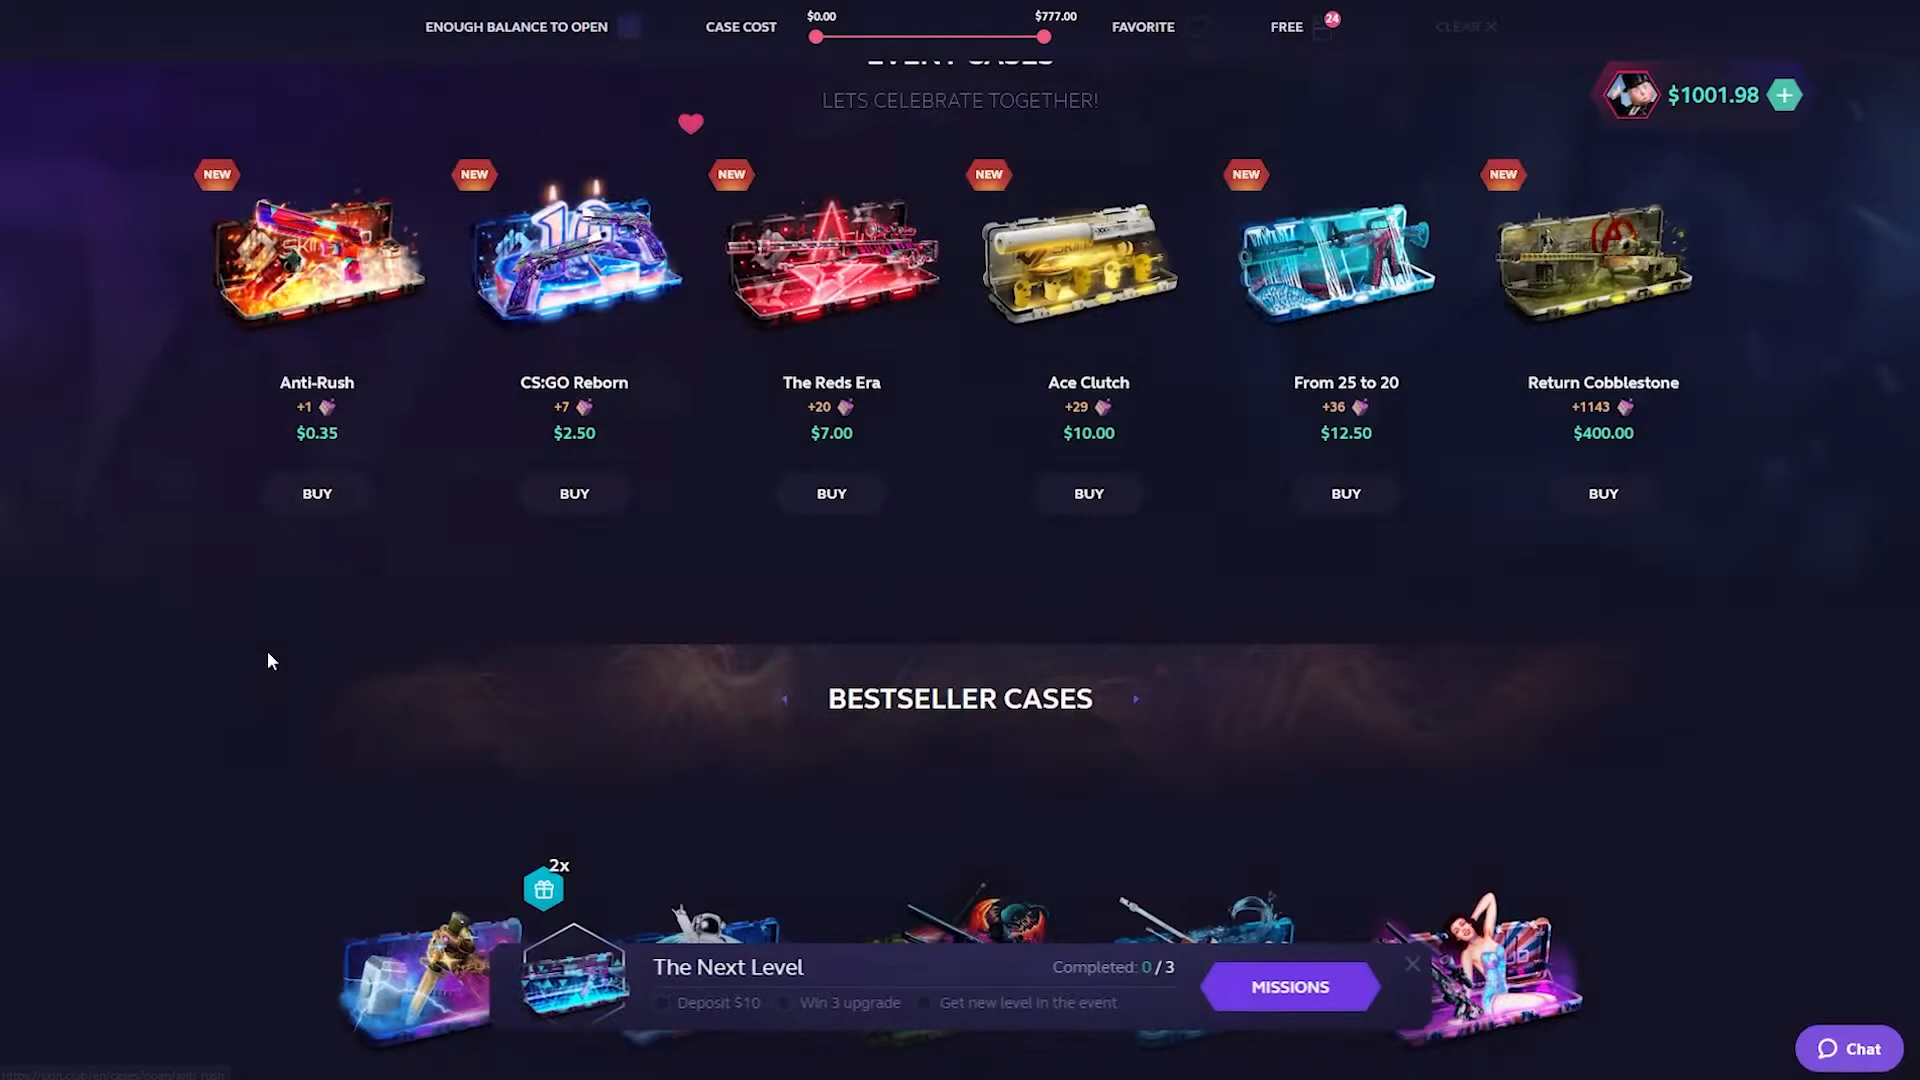 ENOUGH BALANCE TO OPEN
CASE COST
$0.00
$777.00
FAVORITE
FREE
24
CLEAR
EVENT CASES
LETS CELEBRATE TOGETHER!
$1001.98
NEW
NEW
NEW
NEW
NEW
NEW
Anti-Rush
+1
$0.35
BUY
CS:GO Reborn
+7
$2.50
BUY
The Reds Era
+20
$7.00
BUY
Ace Clutch
+29
$10.00
BUY
From 25 to 20
+36
$12.50
BUY
Return Cobblestone
+1143
$400.00
BUY
BESTSELLER CASES
2x
The Next Level
Completed: 0 / 3
Deposit $10
Win 3 upgrade
Get new level in the event
MISSIONS
Chat